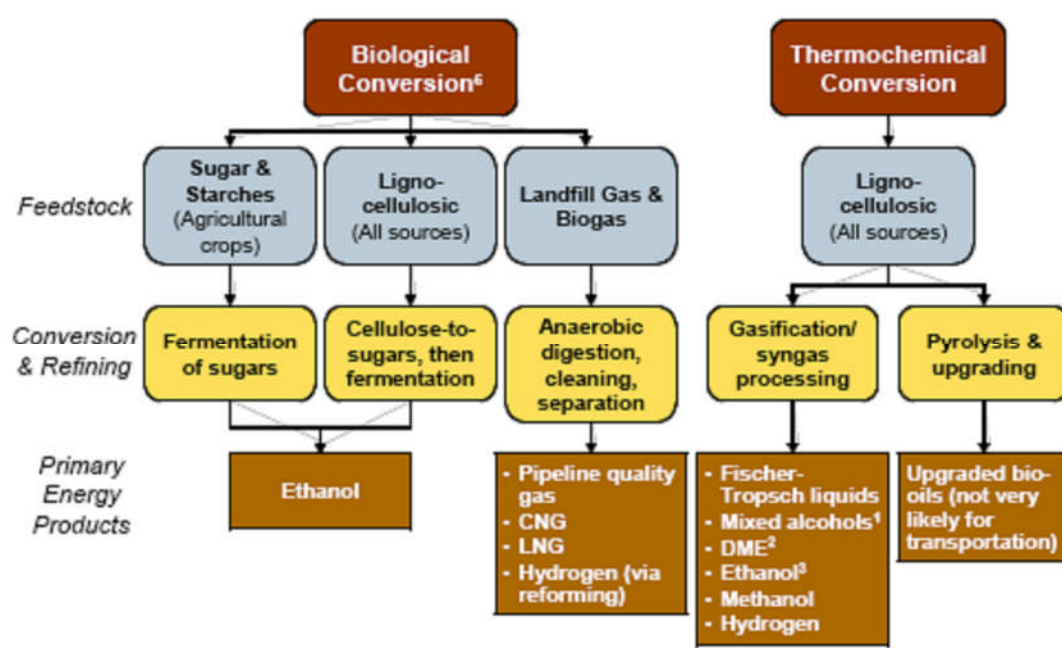 Biological
Conversion⁶
Thermochemical
Conversion
Feedstock
Sugar &
Starches
(Agricultural
crops)
Ligno-
cellulosic
(All sources)
Landfill Gas &
Biogas
Ligno-
cellulosic
(All sources)
Conversion
& Refining
Fermentation
of sugars
Cellulose-to-
sugars, then
fermentation
Anaerobic
digestion,
cleaning,
separation
Gasification/
syngas
processing
Pyrolysis &
upgrading
Primary
Energy
Products
Ethanol
- Pipeline quality
gas
- CNG
- LNG
- Hydrogen (via
reforming)
- Fischer-
Tropsch liquids
- Mixed alcohols¹
- DME²
- Ethanol³
- Methanol
- Hydrogen
Upgraded bio-
oils (not very
likely for
transportation)